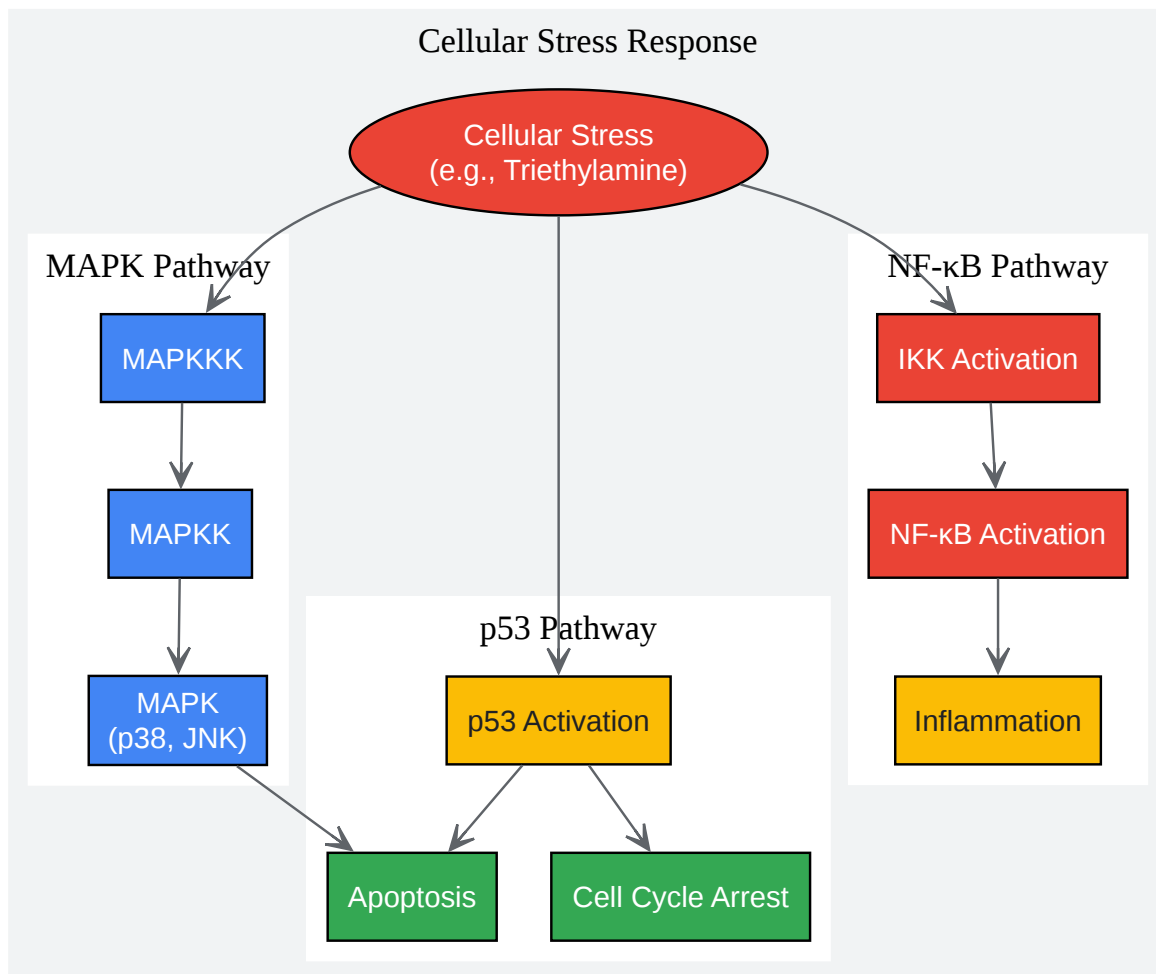 Cellular Stress Response
Cellular Stress
(e.g., Triethylamine)
MAPK Pathway
MAPKKK
MAPKK
MAPK
(p38, JNK)
p53 Pathway
p53 Activation
Apoptosis
Cell Cycle Arrest
NF-κB Pathway
IKK Activation
NF-κB Activation
Inflammation